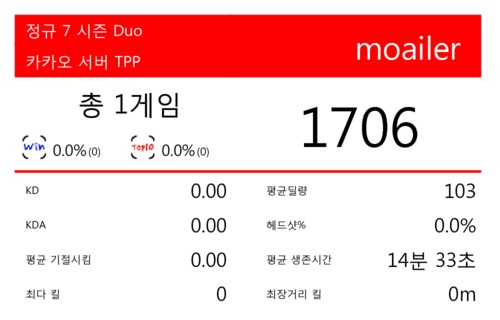 정규 7 시즌 Duo
카카오 서버 TPP
moailer
총 1게임
Win 0.0% (0)
Top10 0.0% (0)
1706
KD 0.00
평균딜량 103
KDA 0.00
헤드샷% 0.0%
평균 기절시킴 0.00
평균 생존시간 14분 33초
최다 킬 0
최장거리 킬 0m